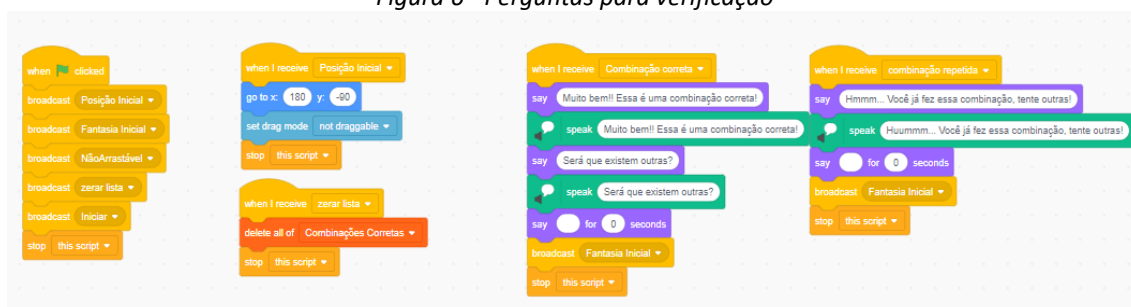 Figura 6 - Perguntas para verificação
when clicked
broadcast Posição Inicial
broadcast Fantasia Inicial
broadcast NãoArrastável
broadcast zerar lista
broadcast Iniciar
stop this script
when I receive Posição Inicial
go to x: 180 y: -90
set drag mode not draggable
stop this script
when I receive zerar lista
delete all of Combinações Corretas
stop this script
when I receive Combinação correta
say Muito bem!! Essa é uma combinação correta!
speak Muito bem!! Essa é uma combinação correta!
say Será que existem outras?
speak Será que existem outras?
say for 0 seconds
broadcast Fantasia Inicial
stop this script
when I receive combinação repetida
say Hmmm... Você já fez essa combinação, tente outras!
speak Huummm... Você já fez essa combinação, tente outras!
say for 0 seconds
broadcast Fantasia Inicial
stop this script